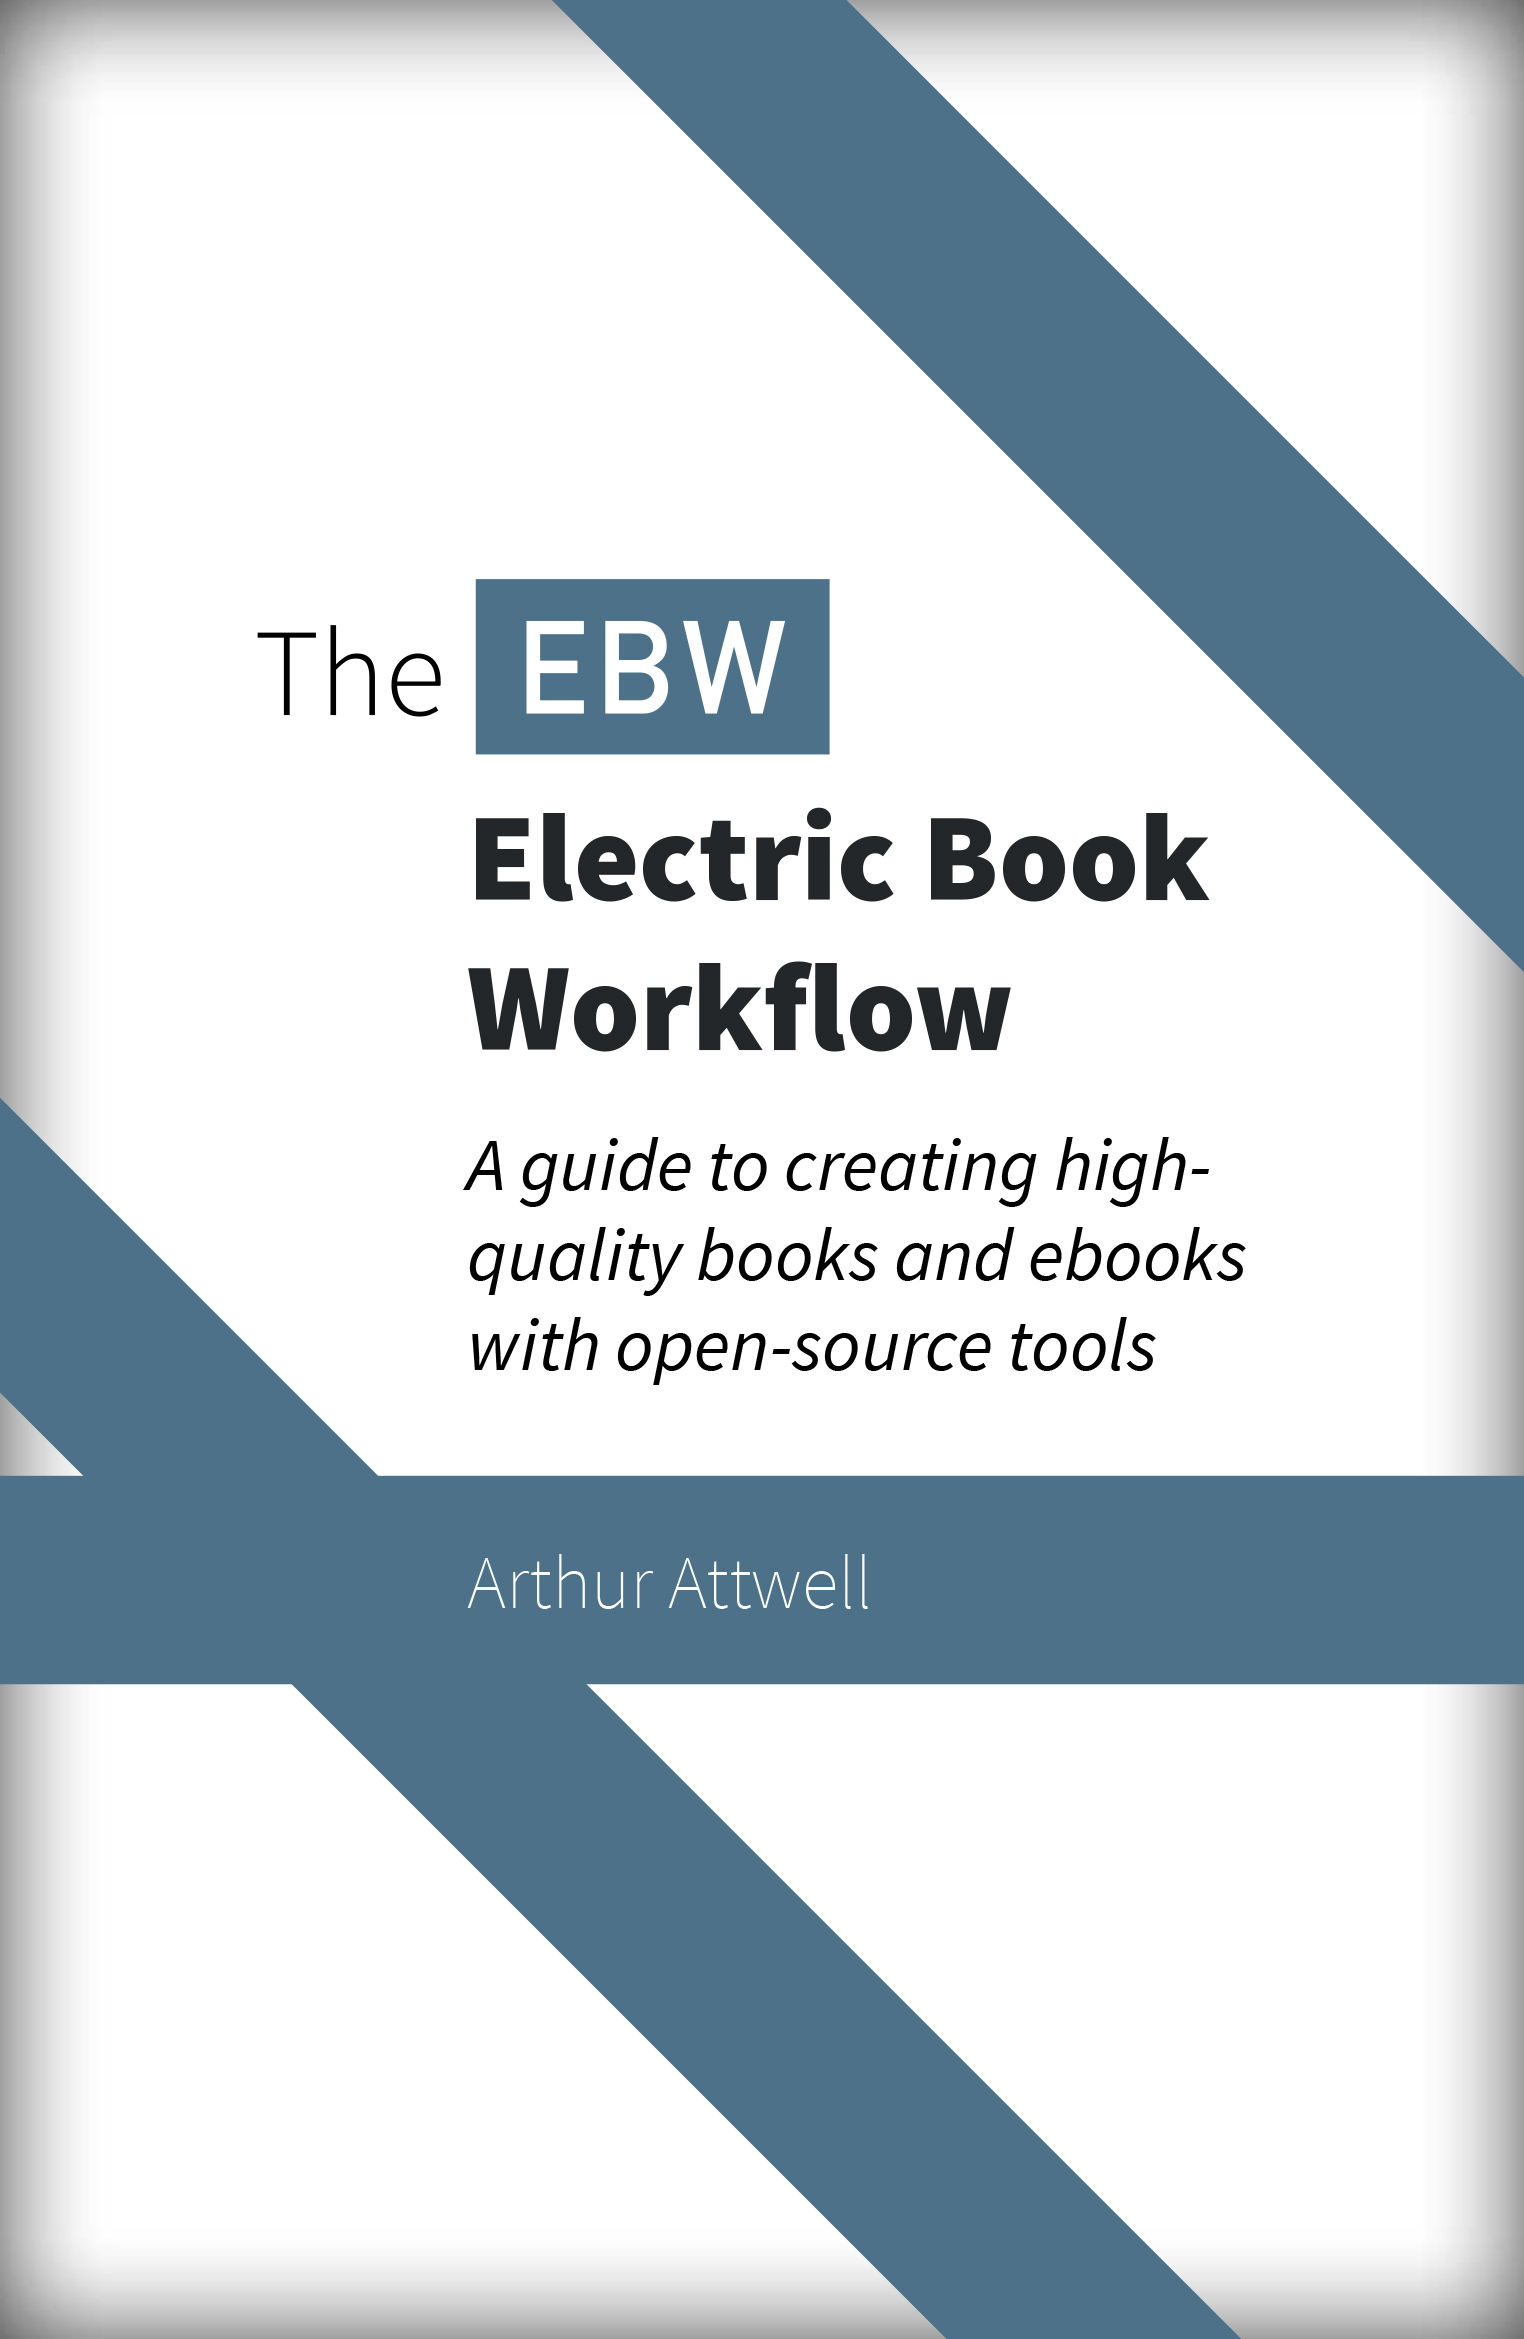 The EBW
Electric Book
Workflow
A guide to creating high-
quality books and ebooks
with open-source tools
Arthur Attwell